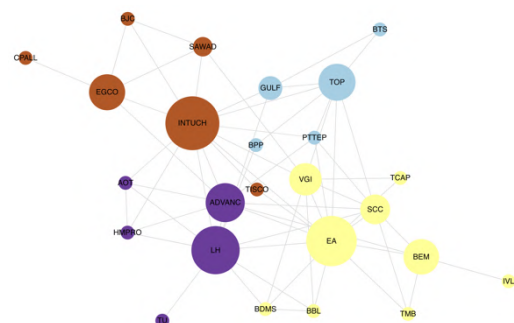 BJC
BTS
SAWAD
CPALL
TOP
GULF
EGCO
INTUCH
PTTEP
BPP
VGI
TCAP
AOT
TISCO
ADVANC
SCC
HMPRO
EA
LH
BEM
IVL
BDMS
BBL
TMB